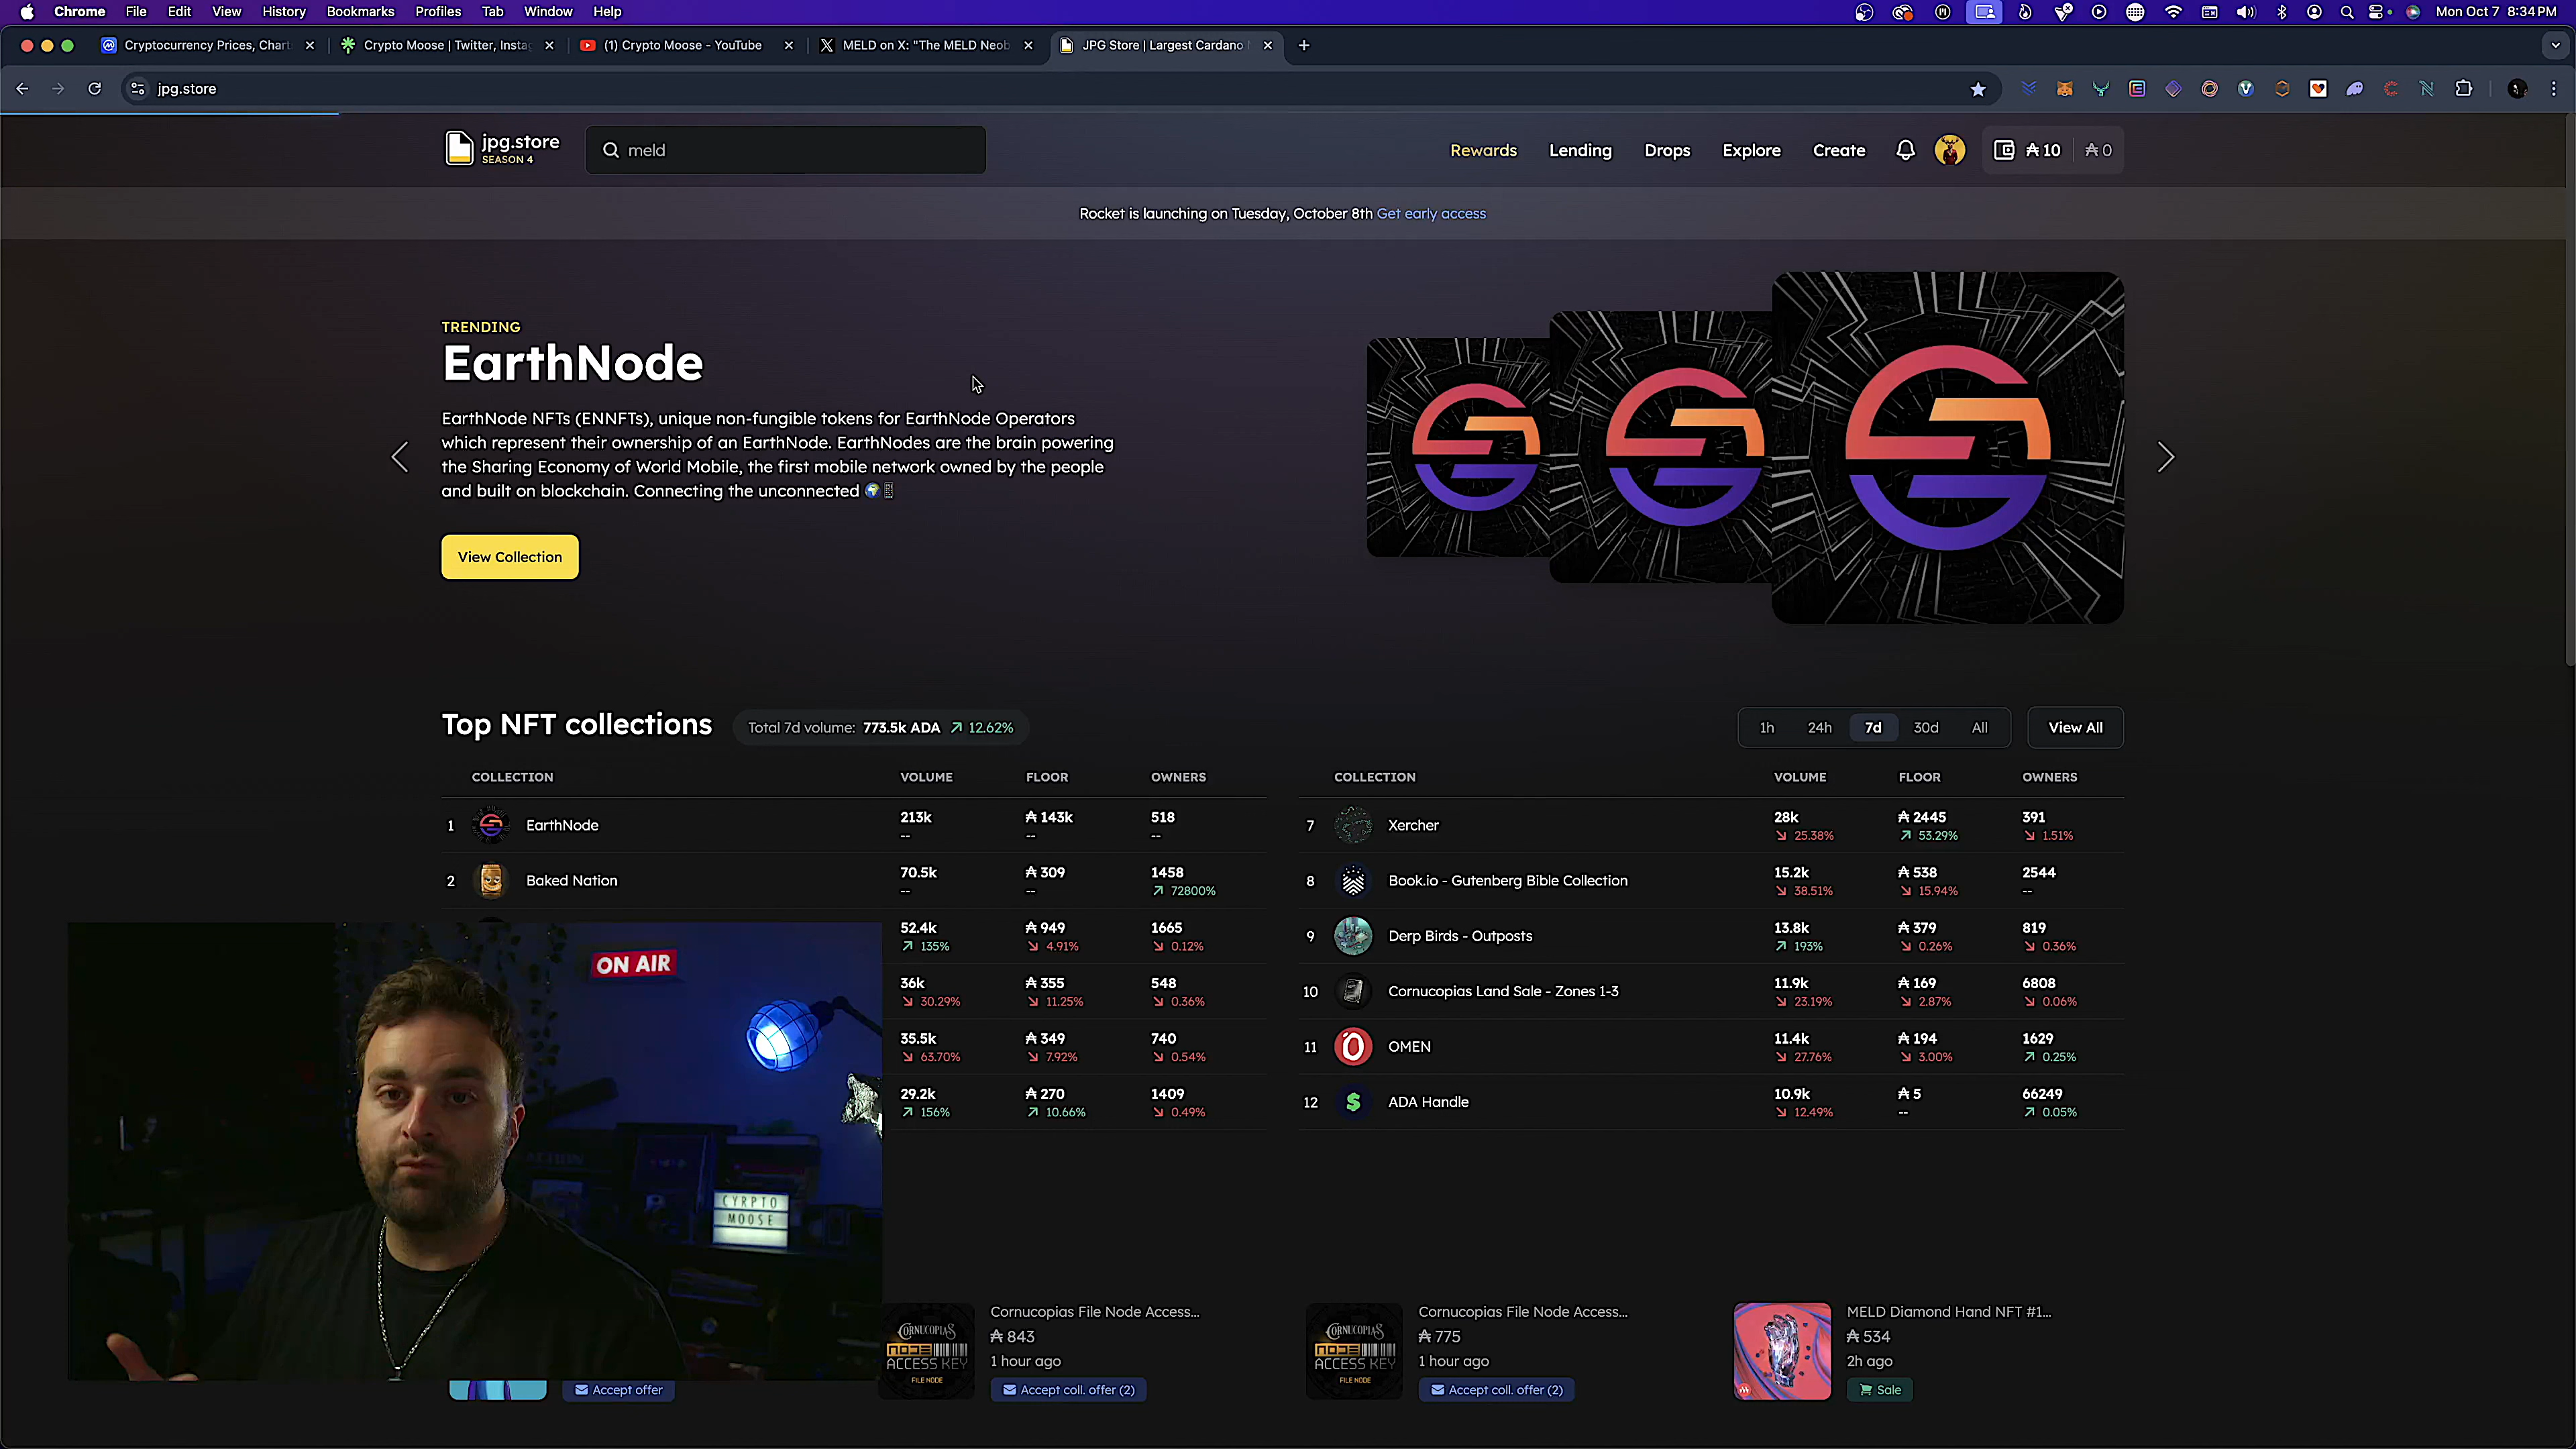 Chrome File Edit View History Bookmarks Profiles Tab Window Help Mon Oct 7 8:34 PM
Cryptocurrency Prices, Chart
Crypto Moose | Twitter, Insta
(1) Crypto Moose - YouTube
MELD on X: "The MELD Neob
JPG Store | Largest Cardano
jpg.store
jpg.store
SEASON 4
meld
Rewards Lending Drops Explore Create ₳ 10 ₳ 0
Rocket is launching on Tuesday, October 8th Get early access
TRENDING
EarthNode
EarthNode NFTs (ENNFTs), unique non-fungible tokens for EarthNode Operators
which represent their ownership of an EarthNode. EarthNodes are the brain powering
the Sharing Economy of World Mobile, the first mobile network owned by the people
and built on blockchain. Connecting the unconnected
View Collection
Top NFT collections Total 7d volume: 773.5k ADA ↗ 12.62%
1h 24h 7d 30d All View All
COLLECTION VOLUME FLOOR OWNERS
1 EarthNode 213k ₳ 143k 518
-- -- --
2 Baked Nation 70.5k ₳ 309 1458
-- -- ↗ 72800%
52.4k ₳ 949 1665
↗ 135% ↘ 4.91% ↘ 0.12%
36k ₳ 355 548
↘ 30.29% ↘ 11.25% ↘ 0.36%
35.5k ₳ 349 740
↘ 63.70% ↘ 7.92% ↘ 0.54%
29.2k ₳ 270 1409
↗ 156% ↗ 10.66% ↘ 0.49%
COLLECTION VOLUME FLOOR OWNERS
7 Xercher 28k ₳ 2445 391
↘ 25.38% ↗ 53.29% ↘ 1.51%
8 Book.io - Gutenberg Bible Collection 15.2k ₳ 538 2544
↘ 38.51% ↘ 15.94% --
9 Derp Birds - Outposts 13.8k ₳ 379 819
↗ 193% ↘ 0.26% ↘ 0.36%
10 Cornucopias Land Sale - Zones 1-3 11.9k ₳ 169 6808
↘ 23.19% ↘ 2.87% ↘ 0.06%
11 OMEN 11.4k ₳ 194 1629
↘ 27.76% ↘ 3.00% ↗ 0.25%
12 ADA Handle 10.9k ₳ 5 66249
↘ 12.49% -- ↗ 0.05%
ON AIR
CYRPTO
MOOSE
Accept offer
CORNUCOPIAS
NODE
ACCESS KEY
FILE NODE
Cornucopias File Node Access...
₳ 843
1 hour ago
Accept coll. offer (2)
CORNUCOPIAS
NODE
ACCESS KEY
FILE NODE
Cornucopias File Node Access...
₳ 775
1 hour ago
Accept coll. offer (2)
MELD Diamond Hand NFT #1...
₳ 534
2h ago
Sale